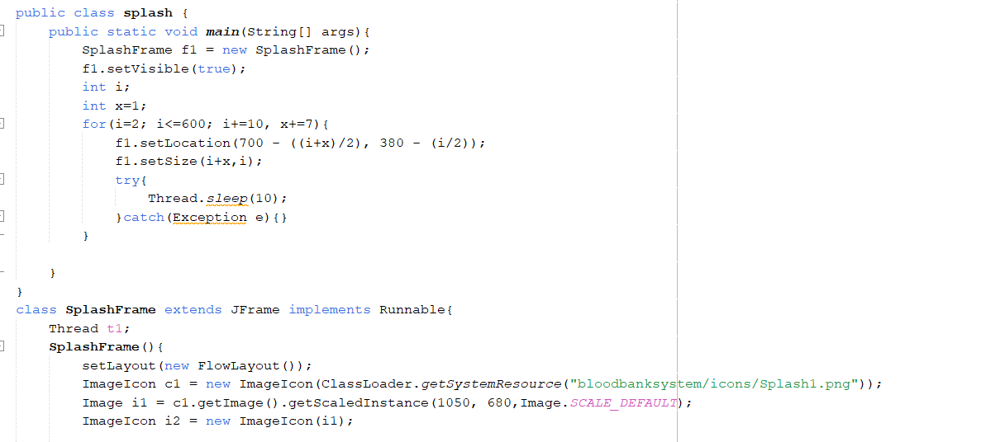 public class splash {
    public static void main(String[] args){
        SplashFrame f1 = new SplashFrame();
        f1.setVisible(true);
        int i;
        int x=1;
        for(i=2; i<=600; i+=10, x+=7){
            f1.setLocation(700 - ((i+x)/2), 380 - (i/2));
            f1.setSize(i+x,i);
            try{
                Thread.sleep(10);
            }catch(Exception e){}
        }

    }
}
class SplashFrame extends JFrame implements Runnable{
    Thread t1;
    SplashFrame(){
        setLayout(new FlowLayout());
        ImageIcon c1 = new ImageIcon(ClassLoader.getSystemResource("bloodbanksystem/icons/Splash1.png"));
        Image i1 = c1.getImage().getScaledInstance(1050, 680,Image.SCALE_DEFAULT);
        ImageIcon i2 = new ImageIcon(i1);